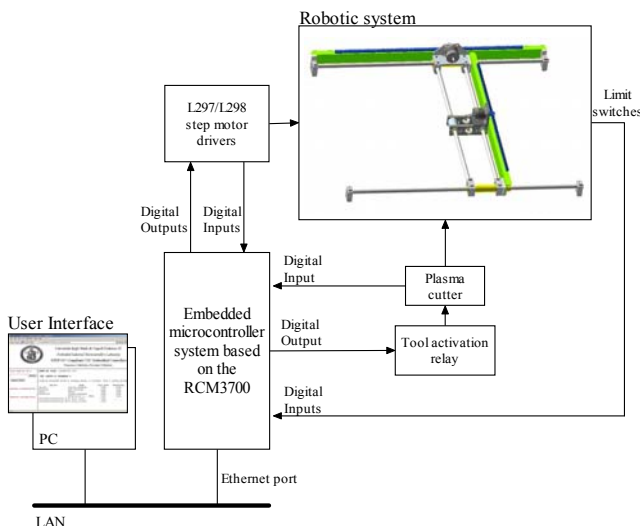 Robotic system
L297/L298
step motor
drivers
Limit
switches
Digital
Outputs
Digital
Inputs
Digital
Input
Plasma
cutter
Embedded
microcontroller
system based
on the
RCM3700
Digital
Output
Tool activation
relay
User Interface
Digital
Inputs
PC
Ethernet port
LAN